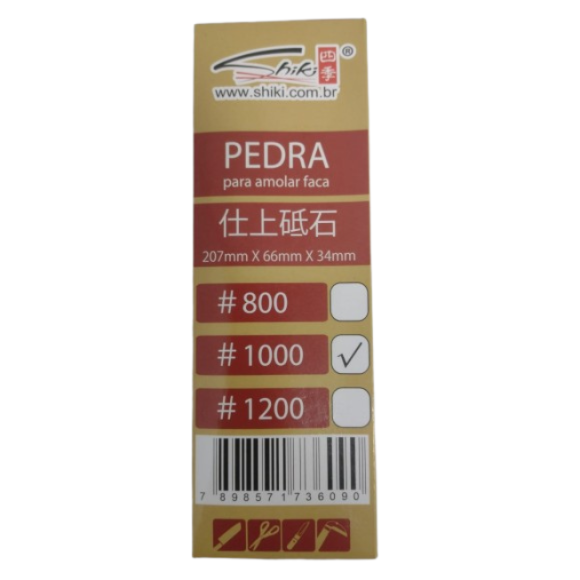 Shiki 四季 ®
www.shiki.com.br
PEDRA
para amolar faca
仕上砥石
207mm X 66mm X 34mm
#800
#1000 √
#1200
7 898571 736090